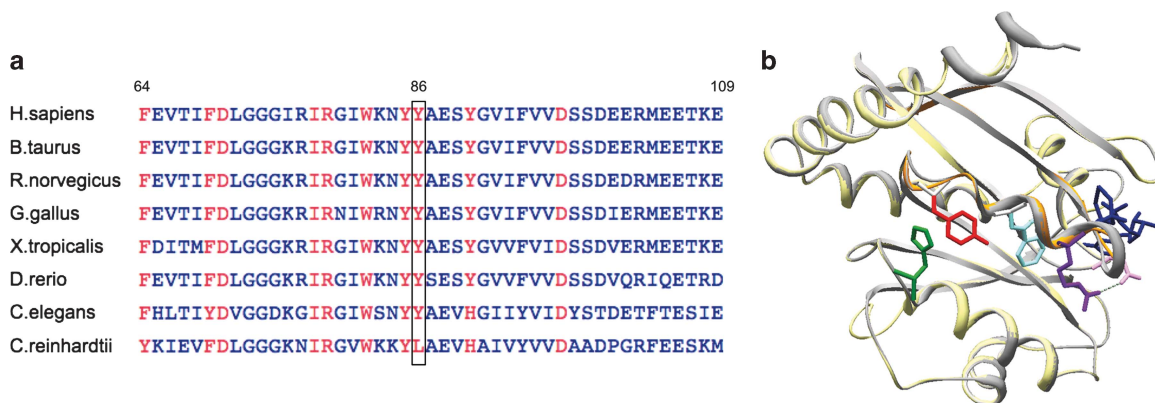 a
64 86 109
H.sapiens FEVTIFDLGGGIRIRGIWKNYYAESYGVIFVVDSSDEERMEETKE
B.taurus FEVTIFDLGGGKRIRGIWKNYYAESYGVIFVVDSSDEERMEETKE
R.norvegicus FEVTIFDLGGGKRIRGIWKNYYAESYGVIFVVDSSDEDRMEETKE
G.gallus FEVTIFDLGGGKRIRNIWRNYYAESYGVIFVVDSSDIERMEETKE
X.tropicalis FDITMFDLGGGKRIRGIWKNYYAESYGVVFVIDSSDVERMEETKE
D.rerio FEVTIFDLGGGKRIRGIWKNYYSESYGVVFVVDSSDVQRIQETRD
C.elegans FHLTIYDVGGDKGIRGIWSNYYAEVHGIIYVIDYSTDETFTESIE
C.reinhardtii YKIEVFDLGGGKNIRGVWKKYLAEVHAIVYVVDAADPGRFEESKM
b